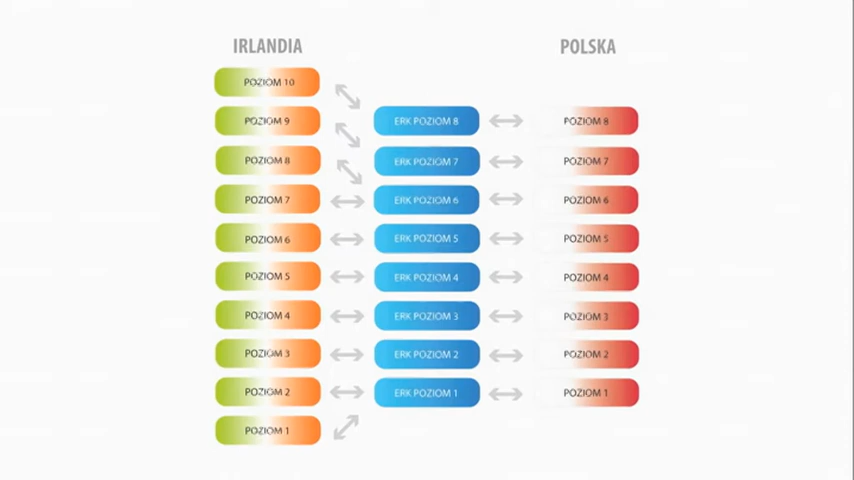 IRLANDIA POLSKA
POZIOM 10
POZIOM 9 ERK POZIOM 8 POZIOM 8
POZIOM 8 ERK POZIOM 7 POZIOM 7
POZIOM 7 ERK POZIOM 6 POZIOM 6
POZIOM 6 ERK POZIOM 5 POZIOM 5
POZIOM 5 ERK POZIOM 4 POZIOM 4
POZIOM 4 ERK POZIOM 3 POZIOM 3
POZIOM 3 ERK POZIOM 2 POZIOM 2
POZIOM 2 ERK POZIOM 1 POZIOM 1
POZIOM 1